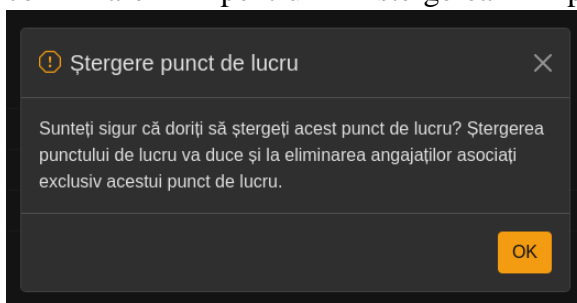 Ștergere punct de lucru
Sunteți sigur că doriți să ștergeți acest punct de lucru? Ștergerea
punctului de lucru va duce și la eliminarea angajaților asociați
exclusiv acestui punct de lucru.
OK